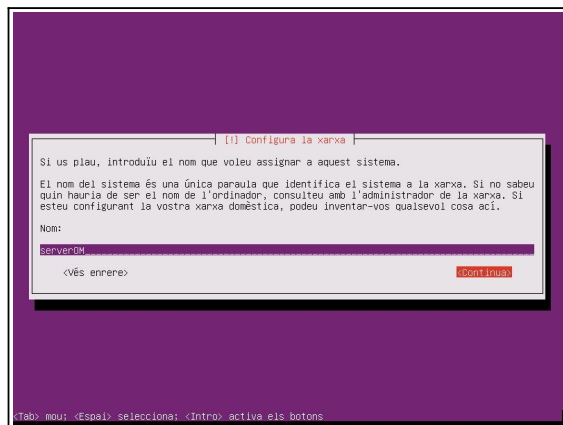 [!] Configura la xarxa
Si us plau, introduïu el nom que voleu assignar a aquest sistema.
El nom del sistema és una única paraula que identifica el sistema a la xarxa. Si no sabeu
quin hauria de ser el nom de l'ordinador, consulteu amb l'administrador de la xarxa. Si
esteu configurant la vostra xarxa domèstica, podeu inventar-vos qualsevol cosa ací.
Nom:
serverOM
<Vés enrere> <Continua>
<Tab> mou; <Espai> selecciona; <Intro> activa els botons